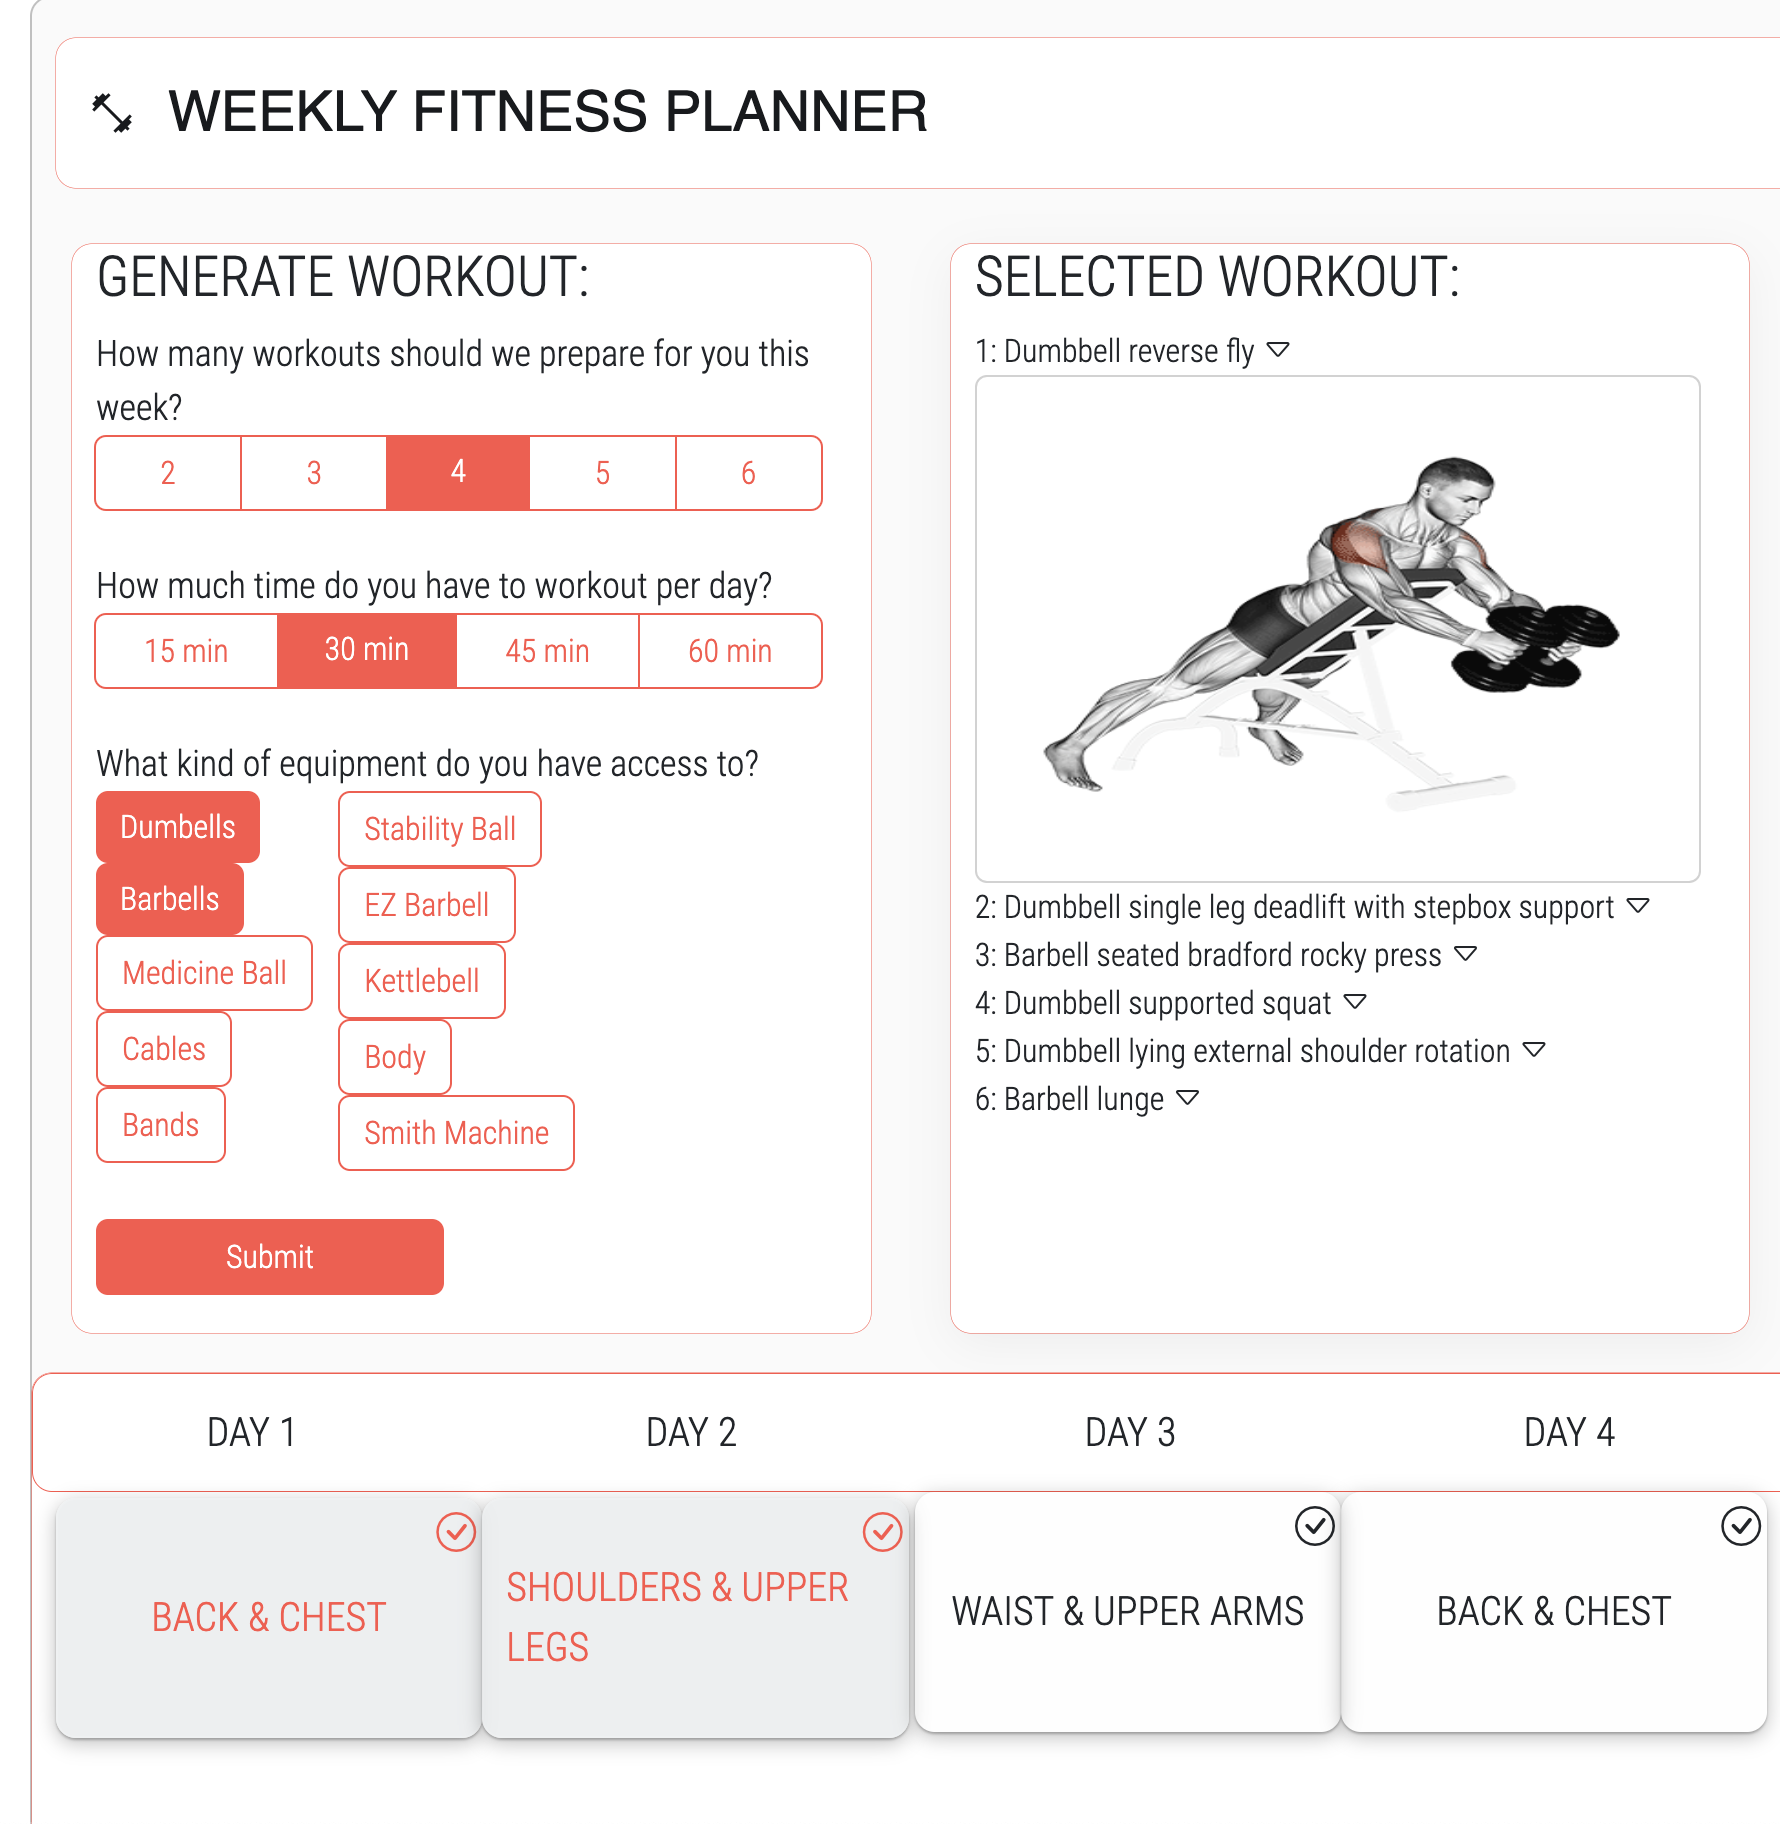 WEEKLY FITNESS PLANNER
GENERATE WORKOUT:
How many workouts should we prepare for you this
week?
2 3 4 5 6
How much time do you have to workout per day?
15 min 30 min 45 min 60 min
What kind of equipment do you have access to?
Dumbells
Barbells
Medicine Ball
Cables
Bands
Stability Ball
EZ Barbell
Kettlebell
Body
Smith Machine
Submit
SELECTED WORKOUT:
1: Dumbbell reverse fly
2: Dumbbell single leg deadlift with stepbox support
3: Barbell seated bradford rocky press
4: Dumbbell supported squat
5: Dumbbell lying external shoulder rotation
6: Barbell lunge
DAY 1 DAY 2 DAY 3 DAY 4
BACK & CHEST
SHOULDERS & UPPER
LEGS
WAIST & UPPER ARMS
BACK & CHEST